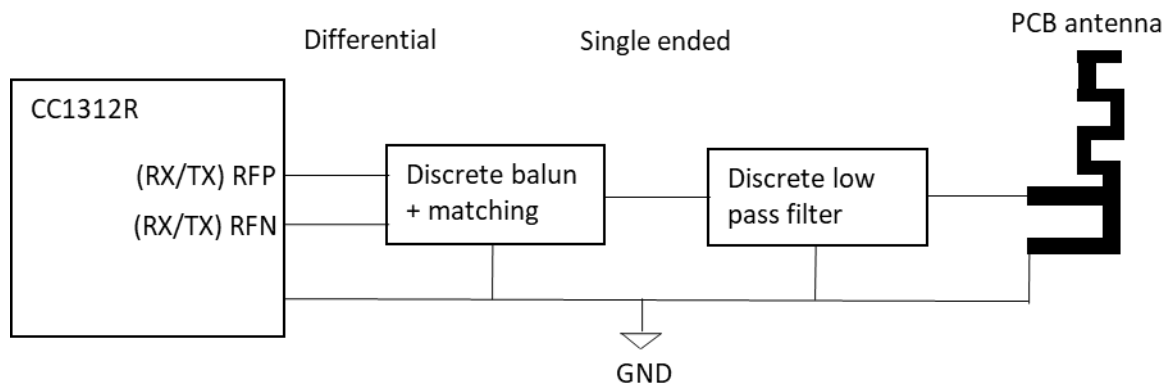 Differential
Single ended
PCB antenna
CC1312R
(RX/TX) RFP
(RX/TX) RFN
Discrete balun
+ matching
Discrete low
pass filter
GND